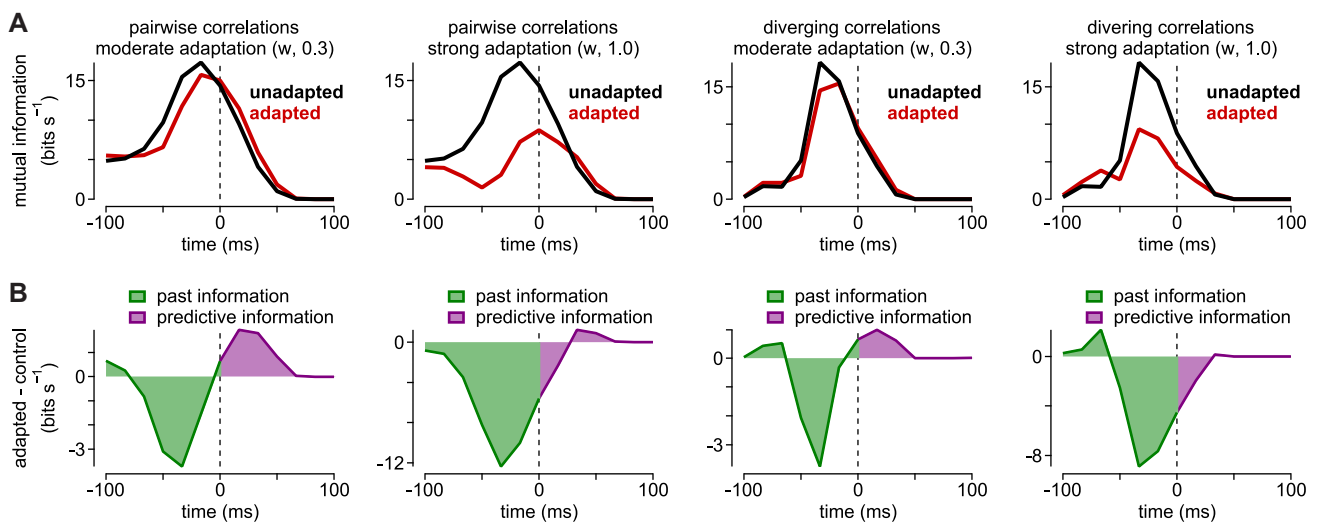 A
pairwise correlations
moderate adaptation (w, 0.3)
pairwise correlations
strong adaptation (w, 1.0)
diverging correlations
moderate adaptation (w, 0.3)
divering correlations
strong adaptation (w, 1.0)
mutual information
(bits s⁻¹)
15
0
unadapted
adapted
-100 0 100
time (ms)
15
0
unadapted
adapted
-100 0 100
time (ms)
15
0
unadapted
adapted
-100 0 100
time (ms)
15
0
unadapted
adapted
-100 0 100
time (ms)
B
adapted - control
(bits s⁻¹)
past information
predictive information
0
-3
-100 0 100
time (ms)
past information
predictive information
0
-12
-100 0 100
time (ms)
past information
predictive information
0
-3
-100 0 100
time (ms)
past information
predictive information
0
-8
-100 0 100
time (ms)